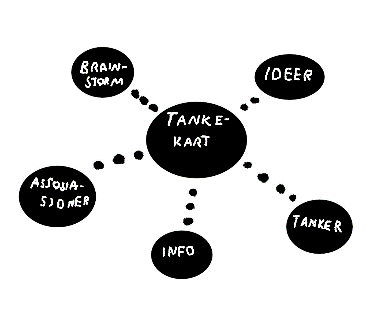 BRAIN-
STORM
IDEER
TANKE-
KART
ASSOSIA-
SJONER
TANKER
INFO